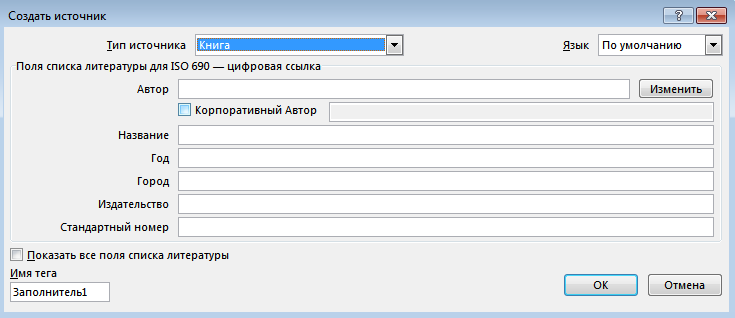 Создать источник
Тип источника Книга Язык По умолчанию
Поля списка литературы для ISO 690 — цифровая ссылка
Автор Изменить
Корпоративный Автор
Название
Год
Город
Издательство
Стандартный номер
Показать все поля списка литературы
Имя тега
Заполнитель1 ОК Отмена